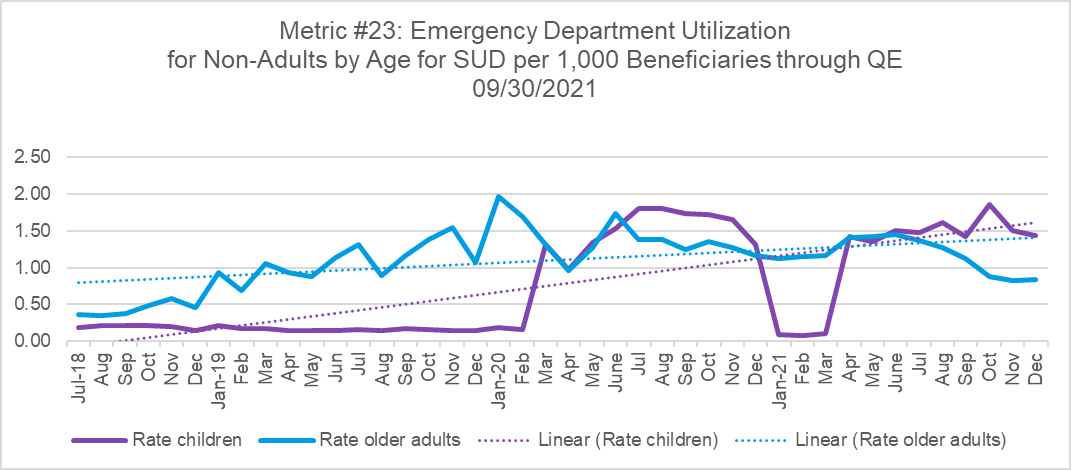 Metric #23: Emergency Department Utilization
for Non-Adults by Age for SUD per 1,000 Beneficiaries through QE
09/30/2021
2.50
2.00
1.50
1.00
0.50
0.00
Jul-18
Aug
Sep
Oct
Nov
Dec
Jan-19
Feb
Mar
Apr
May
Jun
Jul
Aug
Sep
Oct
Nov
Dec
Jan-20
Feb
Mar
Apr
May
June
Jul
Aug
Sep
Oct
Nov
Dec
Jan-21
Feb
Mar
Apr
May
June
Jul
Aug
Sep
Oct
Nov
Dec
Rate children
Rate older adults
Linear (Rate children)
Linear (Rate older adults)